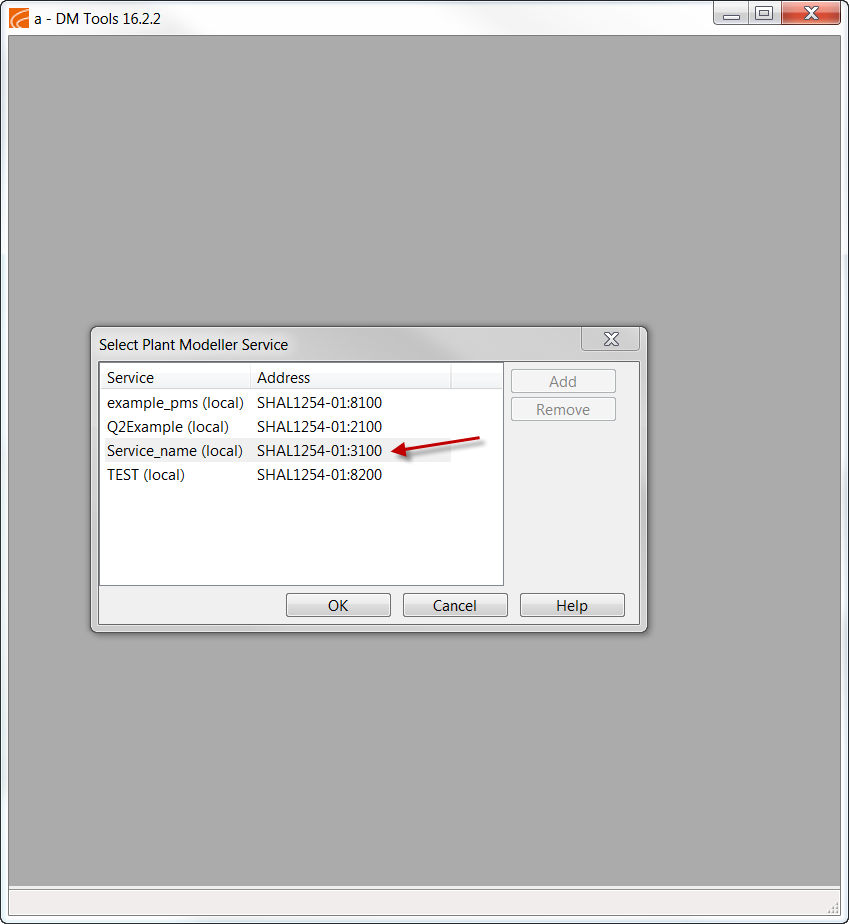 a - DM Tools 16.2.2
Select Plant Modeller Service
Service Address
example_pms (local) SHAL1254-01:8100
Q2Example (local) SHAL1254-01:2100
Service_name (local) SHAL1254-01:3100
TEST (local) SHAL1254-01:8200
Add
Remove
OK Cancel Help